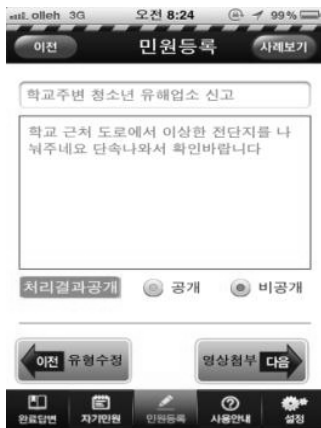 olleh 3G 오전 8:24 99%
이전 민원등록 사례보기
학교주변 청소년 유해업소 신고
학교 근처 도로에서 이상한 전단지를 나
눠주네요 단속나와서 확인바랍니다
처리결과공개 공개 비공개
이전 유형수정 영상첨부 다음
완료답변 자기민원 민원등록 사용안내 설정